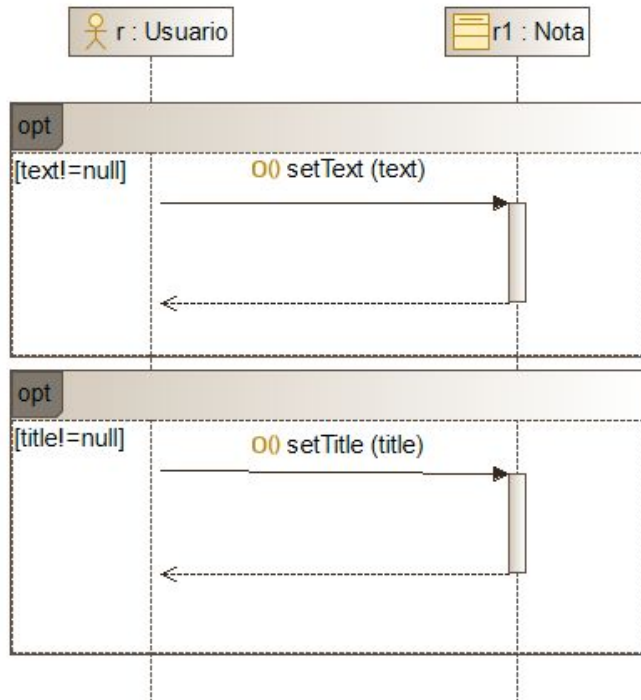 r : Usuario
r1 : Nota
opt
[text!=null]
O() setText (text)
opt
[title!=null]
O() setTitle (title)